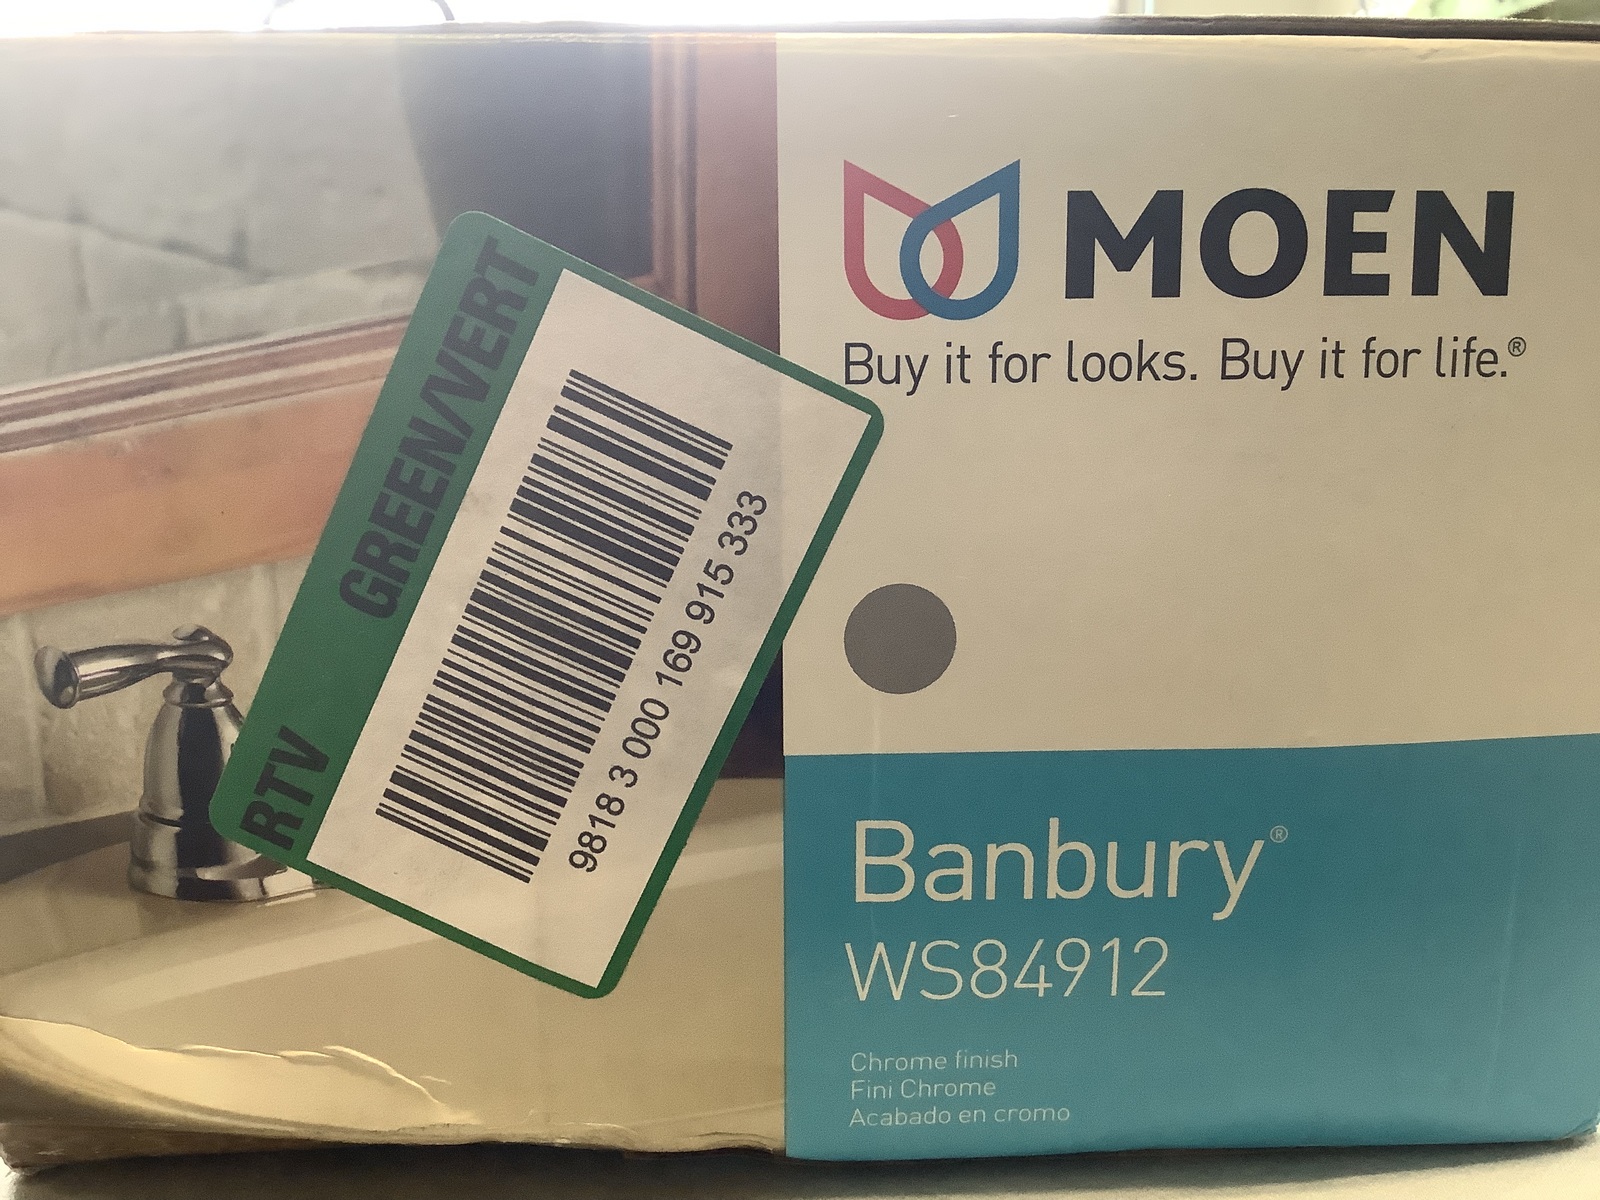 MOEN
Buy it for looks. Buy it for life.®
RTV GREEN/VERT
9818 3 000 169 915 333
Banbury®
WS84912
Chrome finish
Fini Chrome
Acabado en cromo